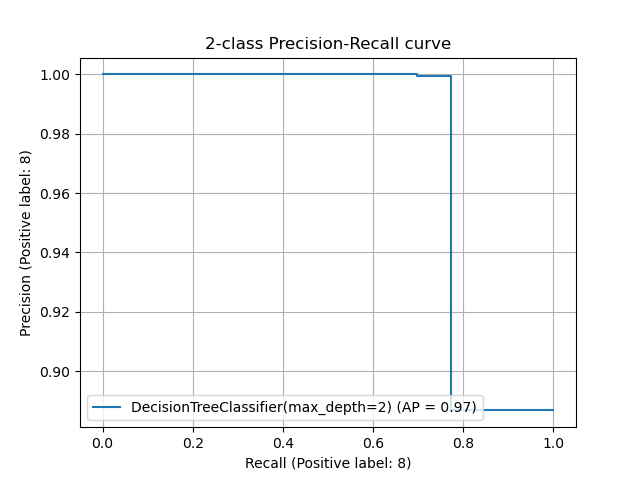 2-class Precision-Recall curve
Precision (Positive label: 8)
1.00
0.98
0.96
0.94
0.92
0.90
DecisionTreeClassifier(max_depth=2) (AP = 0.97)
0.0 0.2 0.4 0.6 0.8 1.0
Recall (Positive label: 8)